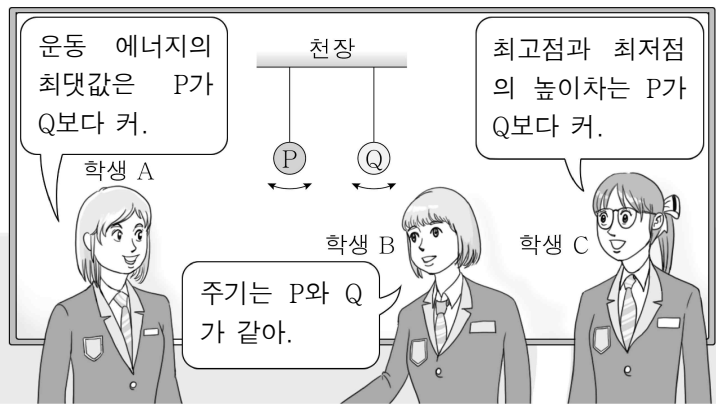 운동 에너지의
최댓값은 P가
Q보다 커.
학생 A
천장
P
Q
최고점과 최저점
의 높이차는 P가
Q보다 커.
학생 B
주기는 P와 Q
가 같아.
학생 C